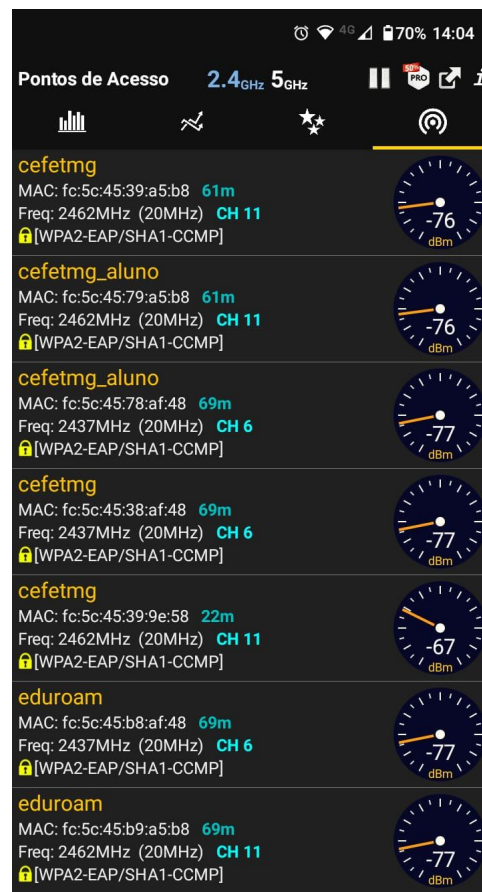 4G 70% 14:04
Pontos de Acesso 2.4GHz 5GHz 50% PRO
cefetmg
MAC: fc:5c:45:39:a5:b8 61m
Freq: 2462MHz (20MHz) CH 11
[WPA2-EAP/SHA1-CCMP]
-76
dBm
cefetmg_aluno
MAC: fc:5c:45:79:a5:b8 61m
Freq: 2462MHz (20MHz) CH 11
[WPA2-EAP/SHA1-CCMP]
-76
dBm
cefetmg_aluno
MAC: fc:5c:45:78:af:48 69m
Freq: 2437MHz (20MHz) CH 6
[WPA2-EAP/SHA1-CCMP]
-77
dBm
cefetmg
MAC: fc:5c:45:38:af:48 69m
Freq: 2437MHz (20MHz) CH 6
[WPA2-EAP/SHA1-CCMP]
-77
dBm
cefetmg
MAC: fc:5c:45:39:9e:58 22m
Freq: 2462MHz (20MHz) CH 11
[WPA2-EAP/SHA1-CCMP]
-67
dBm
eduroam
MAC: fc:5c:45:b8:af:48 69m
Freq: 2437MHz (20MHz) CH 6
[WPA2-EAP/SHA1-CCMP]
-77
dBm
eduroam
MAC: fc:5c:45:b9:a5:b8 69m
Freq: 2462MHz (20MHz) CH 11
[WPA2-EAP/SHA1-CCMP]
-77
dBm